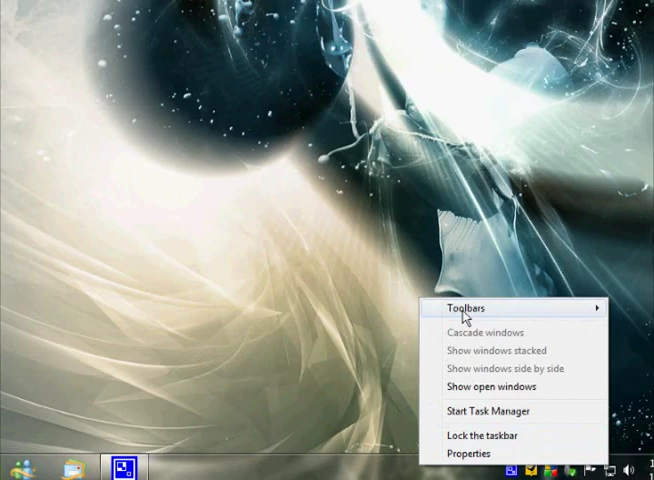 Toolbars
Cascade windows
Show windows stacked
Show windows side by side
Show open windows
Start Task Manager
Lock the taskbar
Properties